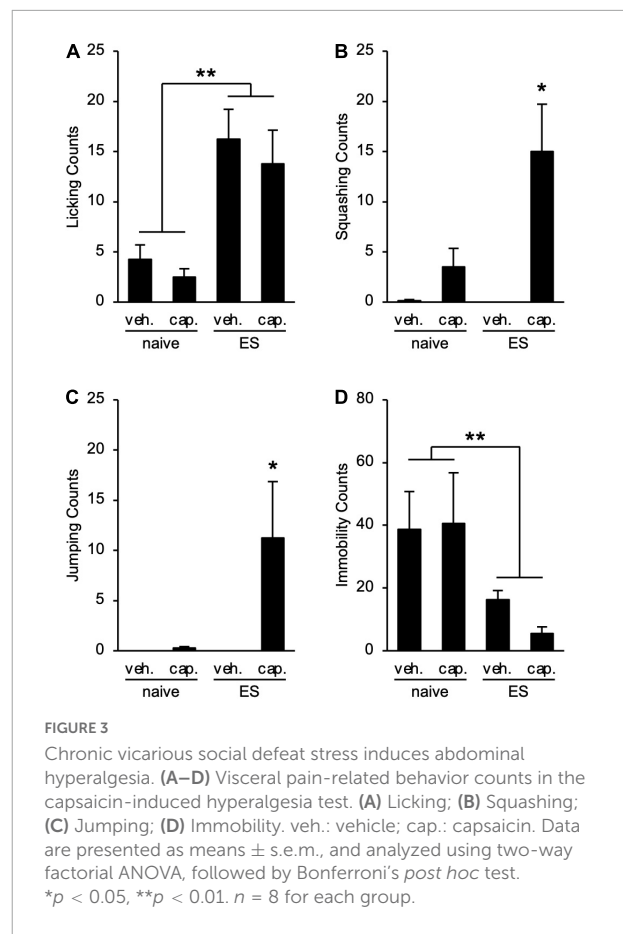 A
B
25
20
15
10
5
0
Licking Counts
**
veh. cap. veh. cap.
naive ES
25
20
15
10
5
0
Squashing Counts
*
veh. cap. veh. cap.
naive ES
C
D
25
20
15
10
5
0
Jumping Counts
*
veh. cap. veh. cap.
naive ES
80
60
40
20
0
Immobility Counts
**
veh. cap. veh. cap.
naive ES
FIGURE 3
Chronic vicarious social defeat stress induces abdominal
hyperalgesia. (A–D) Visceral pain-related behavior counts in the
capsaicin-induced hyperalgesia test. (A) Licking; (B) Squashing;
(C) Jumping; (D) Immobility. veh.: vehicle; cap.: capsaicin. Data
are presented as means ± s.e.m., and analyzed using two-way
factorial ANOVA, followed by Bonferroni's post hoc test.
*p < 0.05, **p < 0.01. n = 8 for each group.